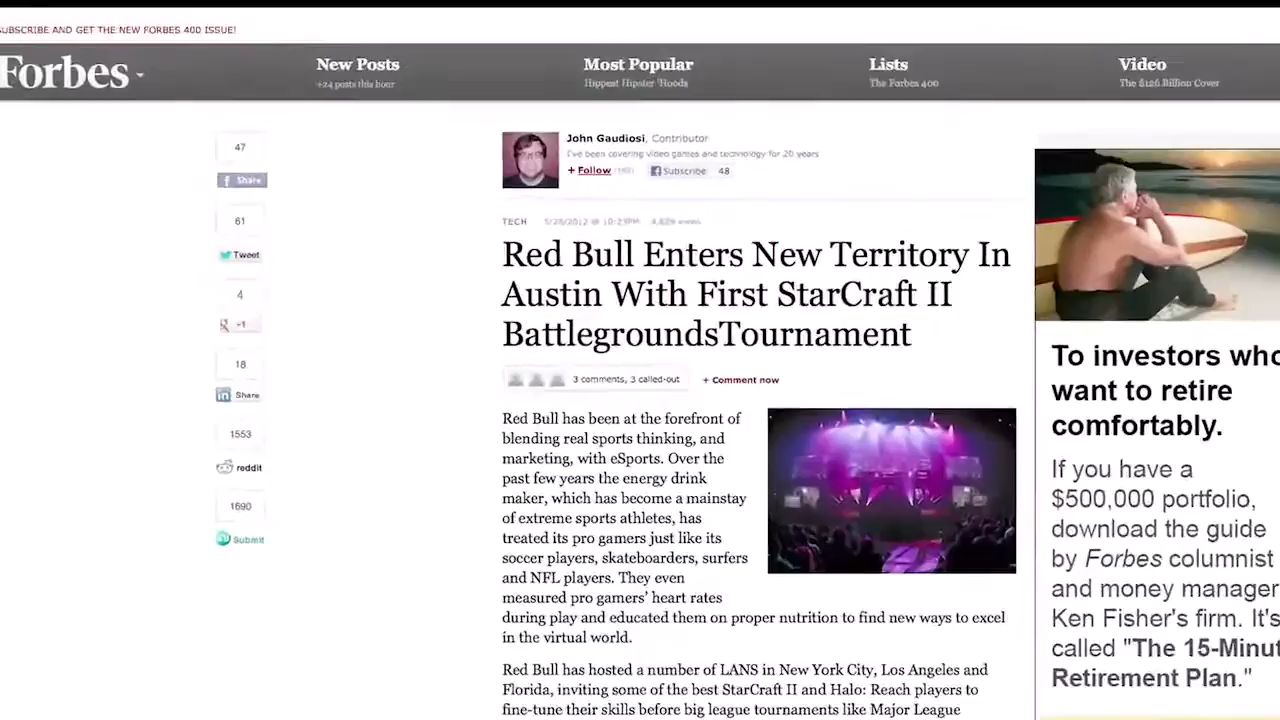 SUBSCRIBE AND GET THE NEW FORBES 400 ISSUE!
Forbes
New Posts
+24 posts this hour
Most Popular
Hippest Hipster 'Hoods
Lists
The Forbes 400
Video
The $126 Billion Cover
47
Share
61
Tweet
4
+1
18
Share
1553
reddit
1690
Submit
John Gaudiosi, Contributor
I've been covering video games and technology for 20 years
+ Follow
Subscribe 48
TECH
Red Bull Enters New Territory In
Austin With First StarCraft II
BattlegroundsTournament
3 comments, 3 called-out
+ Comment now
Red Bull has been at the forefront of
blending real sports thinking, and
marketing, with eSports. Over the
past few years the energy drink
maker, which has become a mainstay
of extreme sports athletes, has
treated its pro gamers just like its
soccer players, skateboarders, surfers
and NFL players. They even
measured pro gamers' heart rates
during play and educated them on proper nutrition to find new ways to excel
in the virtual world.
Red Bull has hosted a number of LANS in New York City, Los Angeles and
Florida, inviting some of the best StarCraft II and Halo: Reach players to
fine-tune their skills before big league tournaments like Major League
To investors who
want to retire
comfortably.
If you have a
$500,000 portfolio,
download the guide
by Forbes columnist
and money manager
Ken Fisher's firm. It's
called "The 15-Minut
Retirement Plan."